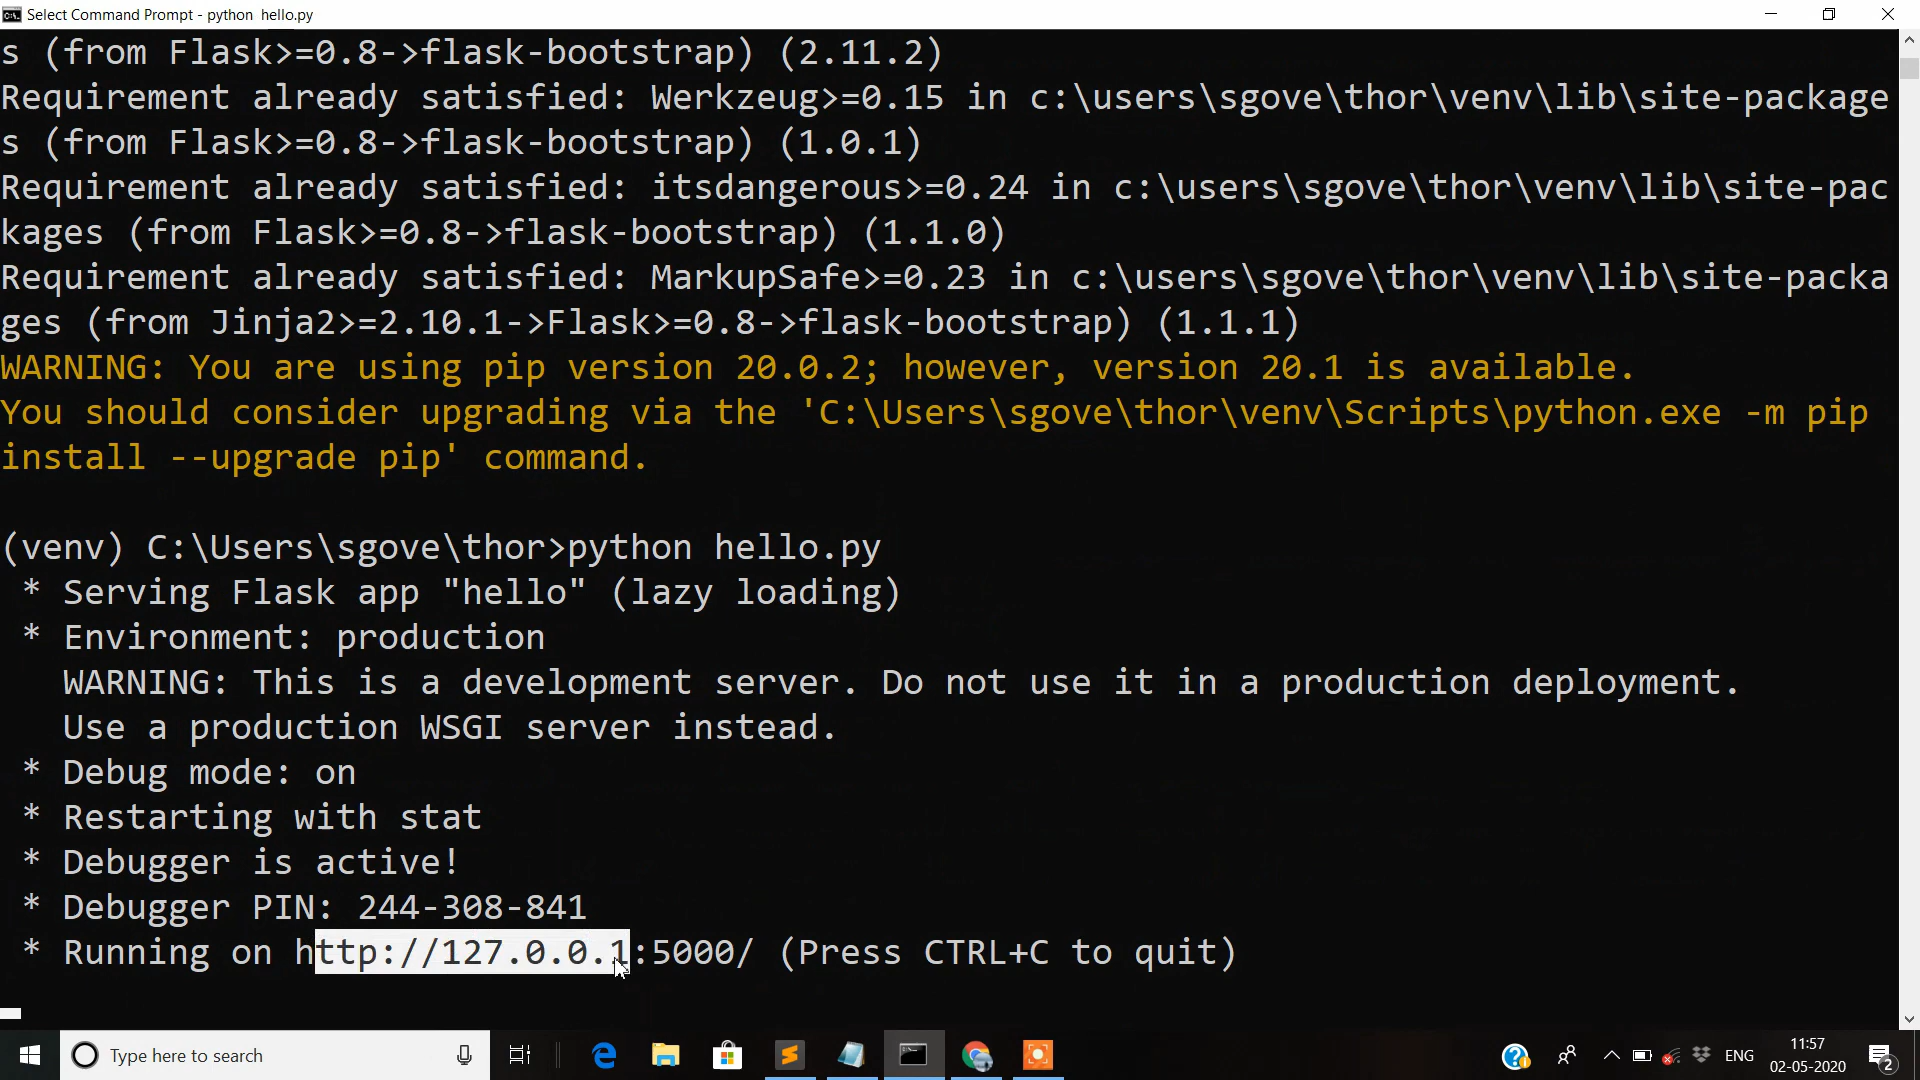 Select Command Prompt - python  hello.py
s (from Flask>=0.8->flask-bootstrap) (2.11.2)
Requirement already satisfied: Werkzeug>=0.15 in c:\users\sgove\thor\venv\lib\site-package
s (from Flask>=0.8->flask-bootstrap) (1.0.1)
Requirement already satisfied: itsdangerous>=0.24 in c:\users\sgove\thor\venv\lib\site-pac
kages (from Flask>=0.8->flask-bootstrap) (1.1.0)
Requirement already satisfied: MarkupSafe>=0.23 in c:\users\sgove\thor\venv\lib\site-packa
ges (from Jinja2>=2.10.1->Flask>=0.8->flask-bootstrap) (1.1.1)
WARNING: You are using pip version 20.0.2; however, version 20.1 is available.
You should consider upgrading via the 'C:\Users\sgove\thor\venv\Scripts\python.exe -m pip
install --upgrade pip' command.
(venv) C:\Users\sgove\thor>python hello.py
 * Serving Flask app "hello" (lazy loading)
 * Environment: production
   WARNING: This is a development server. Do not use it in a production deployment.
   Use a production WSGI server instead.
 * Debug mode: on
 * Restarting with stat
 * Debugger is active!
 * Debugger PIN: 244-308-841
 * Running on http://127.0.0.1:5000/ (Press CTRL+C to quit)
Type here to search
ENG
11:57
02-05-2020
2